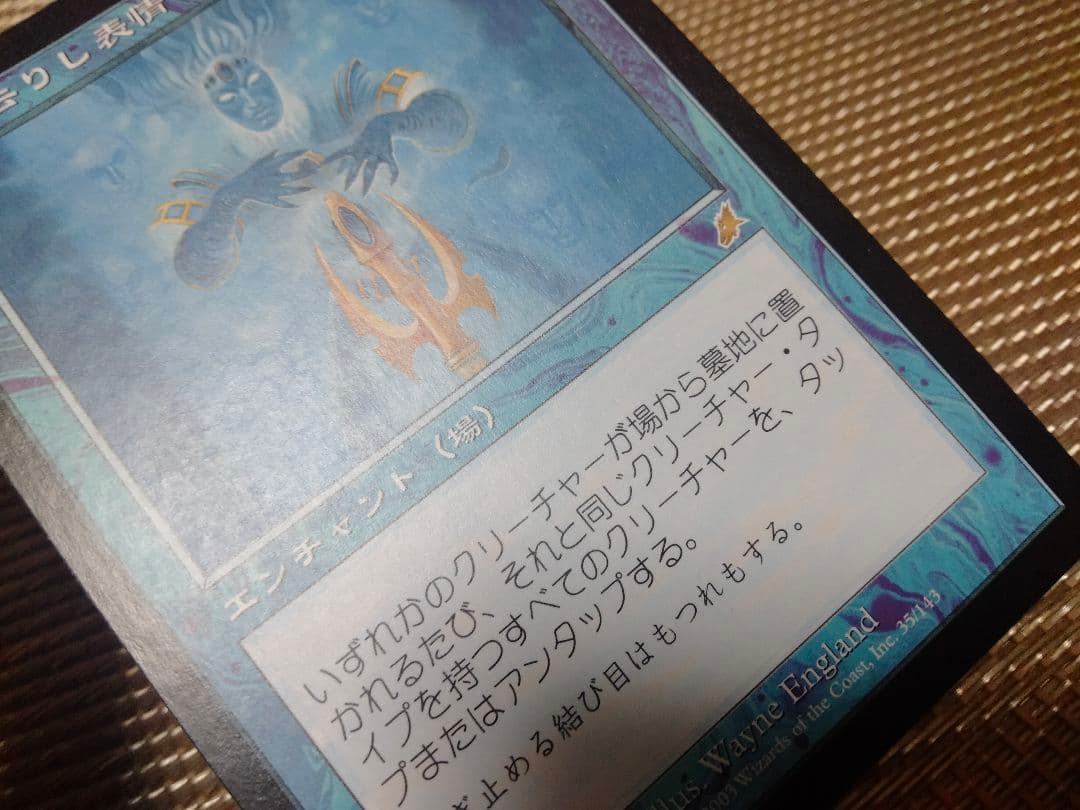 りじ表情
エンチャント（場）
いずれかのクリーチャーが場から墓地に置
かれるたび、それと同じクリーチャー・タ
イプを持つすべてのクリーチャーを、タッ
プまたはアンタップする。
止める結び目はもつれもする。
Illus. Wayne England
2003 Wizards of the Coast, Inc. 35/143